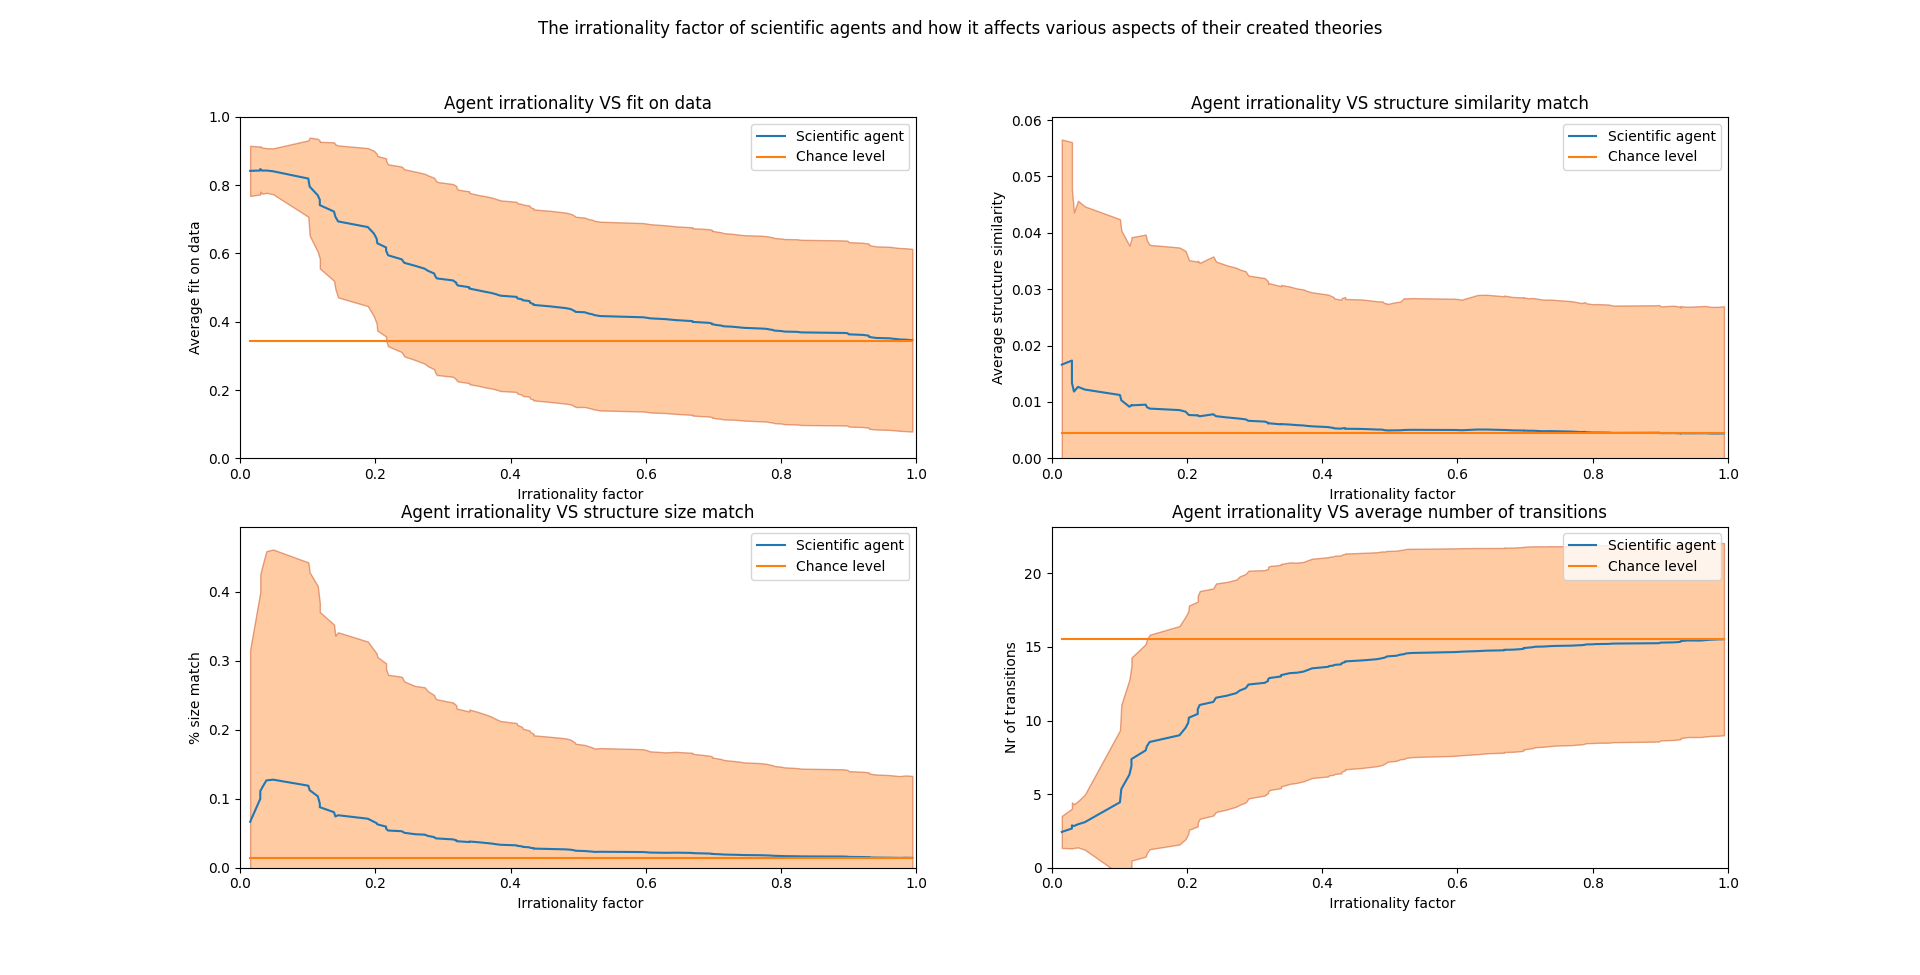 The irrationality factor of scientific agents and how it affects various aspects of their created theories
Agent irrationality VS fit on data
Average fit on data
1.0
0.8
0.6
0.4
0.2
0.0
Scientific agent
Chance level
0.0 0.2 0.4 0.6 0.8 1.0
Irrationality factor
Agent irrationality VS structure similarity match
Average structure similarity
0.06
0.05
0.04
0.03
0.02
0.01
0.00
Scientific agent
Chance level
0.0 0.2 0.4 0.6 0.8 1.0
Irrationality factor
Agent irrationality VS structure size match
% size match
0.4
0.3
0.2
0.1
0.0
Scientific agent
Chance level
0.0 0.2 0.4 0.6 0.8 1.0
Irrationality factor
Agent irrationality VS average number of transitions
Nr of transitions
20
15
10
5
0
Scientific agent
Chance level
0.0 0.2 0.4 0.6 0.8 1.0
Irrationality factor